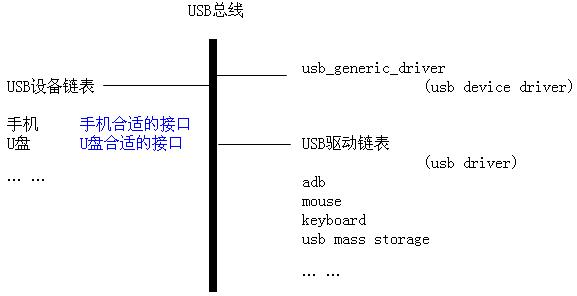 USB总线
usb_generic_driver
(usb device driver)
USB设备链表
手机 手机合适的接口
U盘 U盘合适的接口
... ...
USB驱动链表
(usb driver)
adb
mouse
keyboard
usb mass storage
... ...